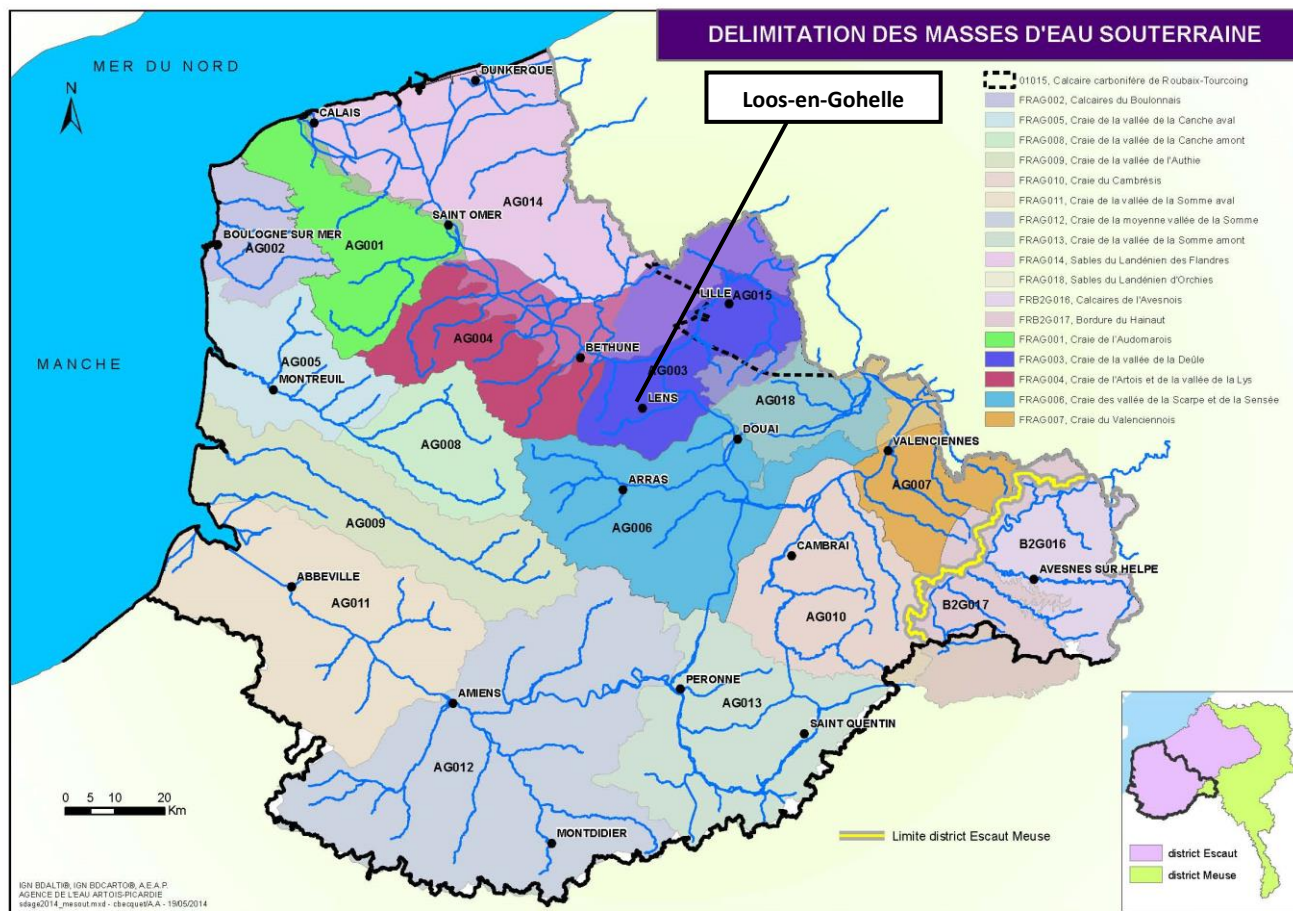 DELIMITATION DES MASSES D'EAU SOUTERRAINE
MER DU NORD
N
DUNKERQUE
CALAIS
Loos-en-Gohelle
01015, Calcaire carbonifère de Roubaix-Tourcoing
FRAG002, Calcaires du Boulonnais
FRAG005, Craie de la vallée de la Canche aval
FRAG008, Craie de la vallée de la Canche amont
FRAG009, Craie de la vallée de l'Authie
FRAG010, Craie du Cambrésis
FRAG011, Craie de la vallée de la Somme aval
FRAG012, Craie de la moyenne vallée de la Somme
FRAG013, Craie de la vallée de la Somme amont
FRAG014, Sables du Landénien des Flandres
FRAG018, Sables du Landénien d'Orchies
FRB2G016, Calcaires de l'Avesnois
FRB2G017, Bordure du Hainaut
FRAG001, Craie de l'Audomarois
FRAG003, Craie de la vallée de la Deûle
FRAG004, Craie de l'Artois et de la vallée de la Lys
FRAG006, Craie des vallée de la Scarpe et de la Sensée
FRAG007, Craie du Valenciennois
AG014
SAINT OMER
BOULOGNE SUR MER
AG002
AG001
LILLE
AG015
AG004
BETHUNE
MANCHE
AG005
AG003
MONTREUIL
LENS
AG018
AG008
DOUAI
VALENCIENNES
ARRAS
AG007
AG009
AG006
B2G016
CAMBRAI
AVESNES SUR HELPE
ABBEVILLE
AG011
B2G017
AG010
PERONNE
AMIENS
AG013
SAINT QUENTIN
AG012
0 5 10 20
Km
MONTDIDIER
Limite district Escaut Meuse
district Escaut
district Meuse
IGN BDALTI®, IGN BDCARTO®, A.E.A.P.
AGENCE DE L'EAU ARTOIS-PICARDIE
sdage2014_mesout.mxd - cbecquet/A.A - 19/05/2014